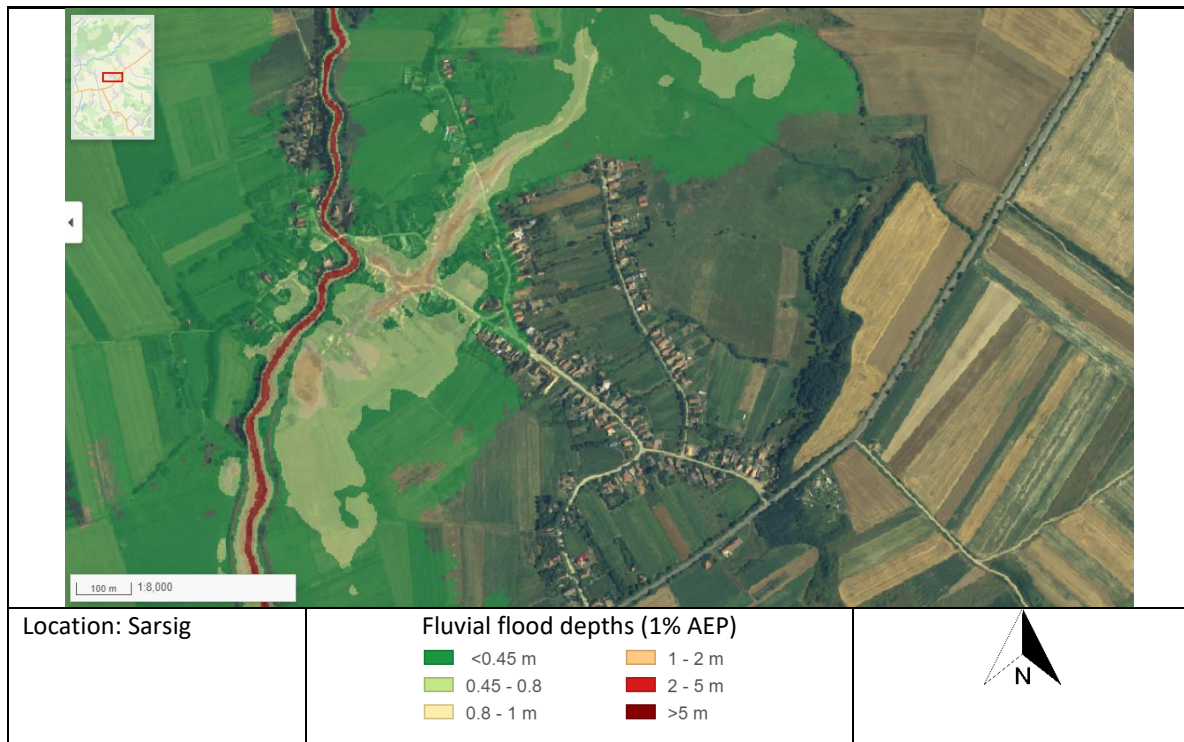 100 m 1:8,000
Location: Sarsig
Fluvial flood depths (1% AEP)
<0.45 m
1 - 2 m
0.45 - 0.8
2 - 5 m
0.8 - 1 m
>5 m
N